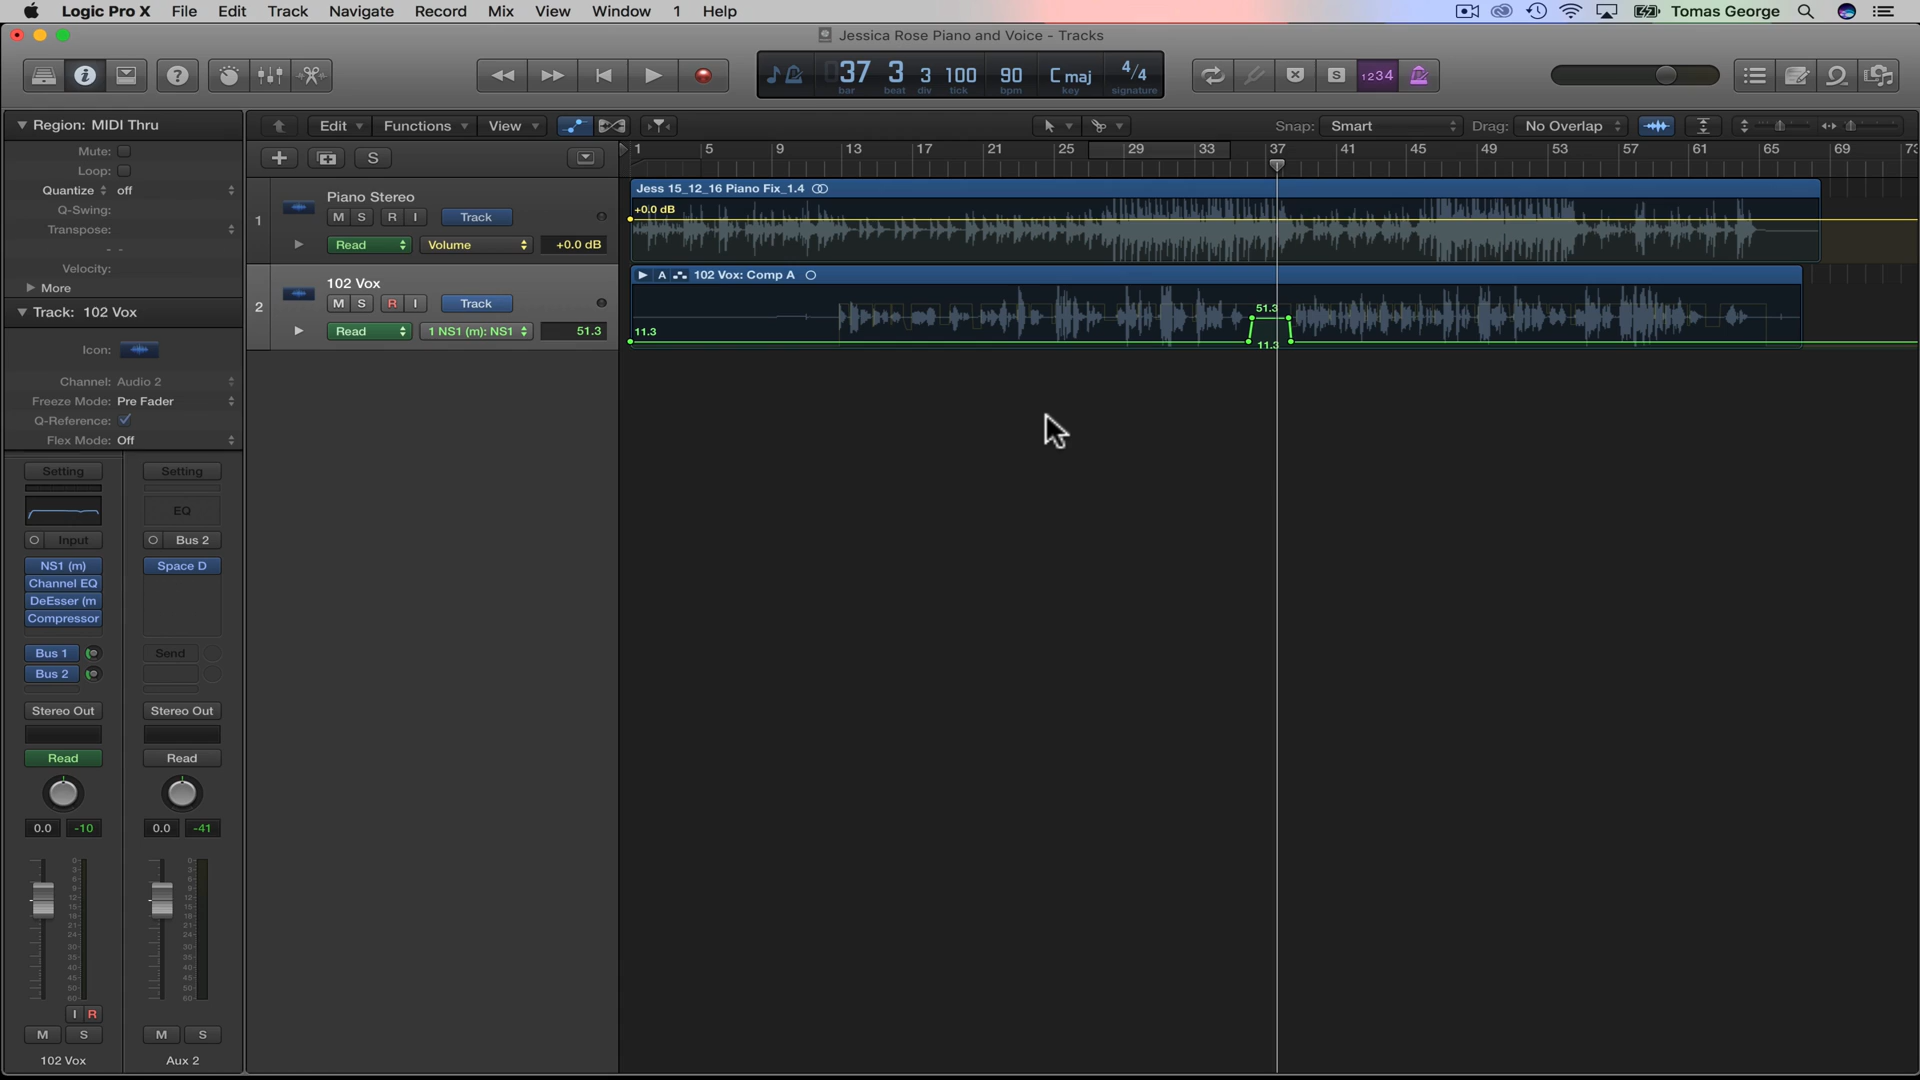 Logic Pro X File Edit Track Navigate Record Mix View Window 1 Help Tomas George
Jessica Rose Piano and Voice - Tracks
37 3 3 100 90 C maj 4/4
bar beat div tick bpm key signature
1234
Region: MIDI Thru
Mute:
Loop:
Quantize off
Q-Swing:
Transpose:
- -
Velocity:
More
Track: 102 Vox
Icon:
Channel: Audio 2
Freeze Mode: Pre Fader
Q-Reference:
Flex Mode: Off
Setting Setting
EQ
Input Bus 2
NS1 (m) Space D
Channel EQ
DeEsser (m
Compressor
Bus 1 Send
Bus 2
Stereo Out Stereo Out
Read Read
0.0 -10 0.0 -41
I R
M S M S
102 Vox Aux 2
Edit Functions View Snap: Smart Drag: No Overlap
S
1 5 9 13 17 21 25 29 33 37 41 45 49 53 57 61 65 69 73
1 Piano Stereo
M S R I Track
Read Volume +0.0 dB
2 102 Vox
M S R I Track
Read 1 NS1 (m): NS1 51.3
Jess 15_12_16 Piano Fix_1.4
+0.0 dB
A 102 Vox: Comp A
51.3
11.3
11.3